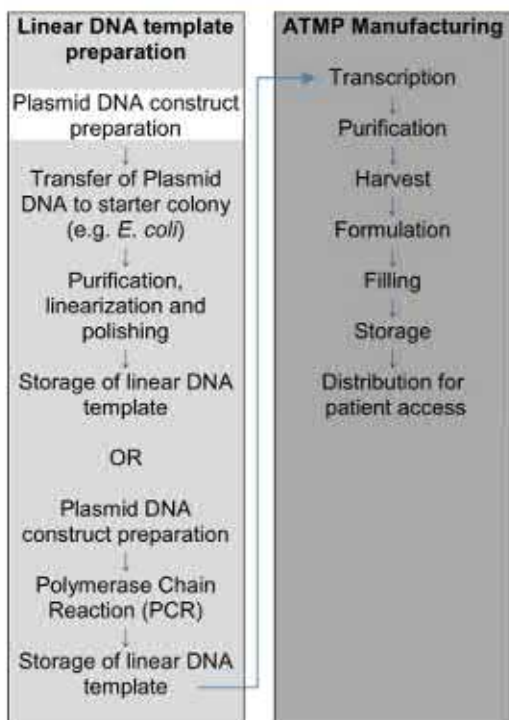 Linear DNA template
preparation
Plasmid DNA construct
preparation
Transfer of Plasmid
DNA to starter colony
(e.g. E. coli)
Purification,
linearization and
polishing
Storage of linear DNA
template
OR
Plasmid DNA
construct preparation
Polymerase Chain
Reaction (PCR)
Storage of linear DNA
template
ATMP Manufacturing
Transcription
Purification
Harvest
Formulation
Filling
Storage
Distribution for
patient access